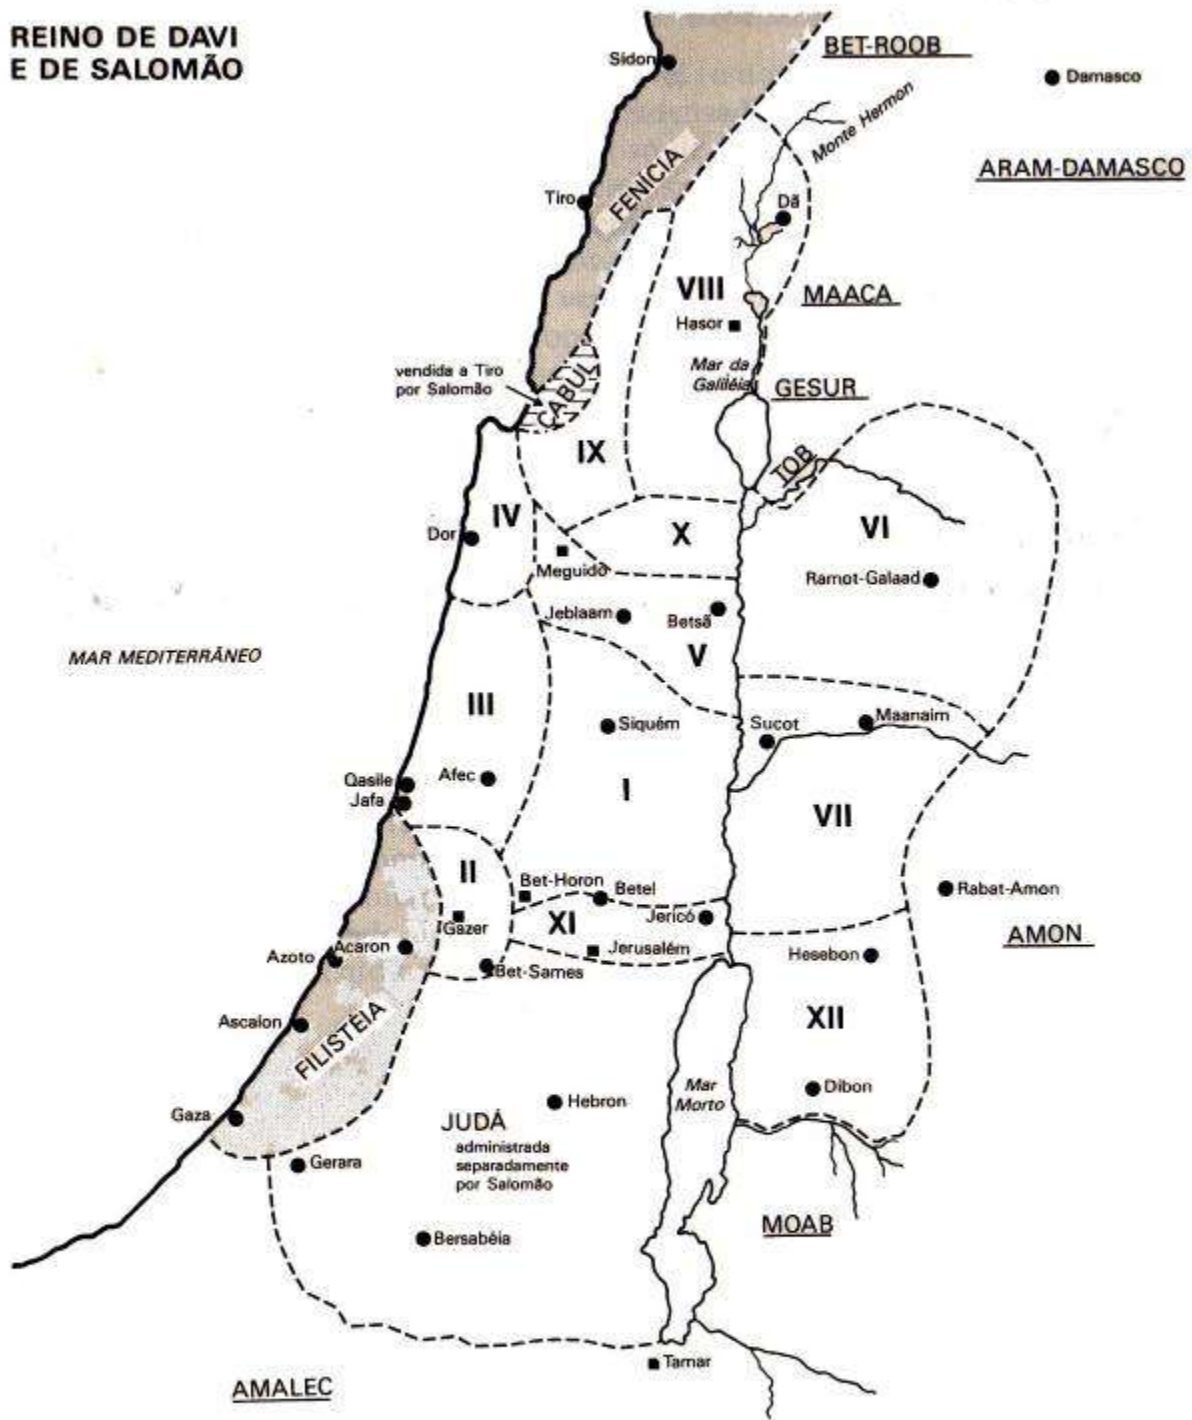 REINO DE DAVI
E DE SALOMÃO
BET-ROOB
Sídon
Damasco
Monte Hermon
FENÍCIA
ARAM-DAMASCO
Tiro
Dã
VIII
MAACA
Hasor
vendida a Tiro
por Salomão
CABUL
Mar da
Galiléia
GESUR
IX
TOB
IV
X
VI
Dor
Meguido
Ramot-Galaad
Jeblaam
Betsã
V
MAR MEDITERRÂNEO
III
Siquém
Sucot
Maanaim
Qasile
Jafa
Afec
I
VII
II
Bet-Horon
Betel
Rabat-Amon
Gazer
XI
Jericó
AMON
Azoto
Acaron
Jerusalém
Hesebon
Bet-Sames
Ascalon
FILISTÉIA
XII
Gaza
Hebron
Mar
Morto
Dibon
JUDÁ
administrada
separadamente
por Salomão
Gerara
MOAB
Bersabéia
Tamar
AMALEC